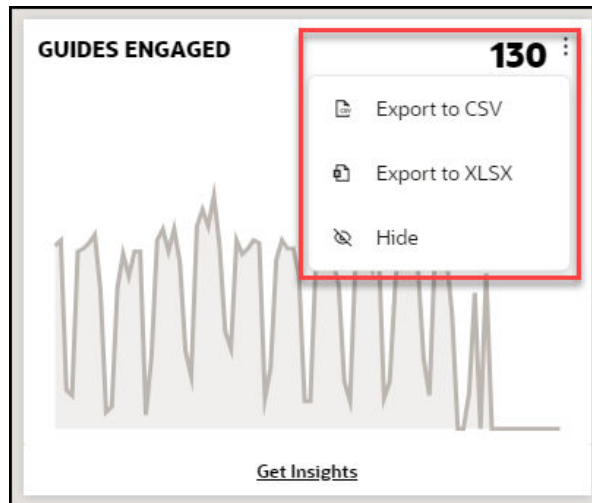 GUIDES ENGAGED
130
Export to CSV
Export to XLSX
Hide
Get Insights